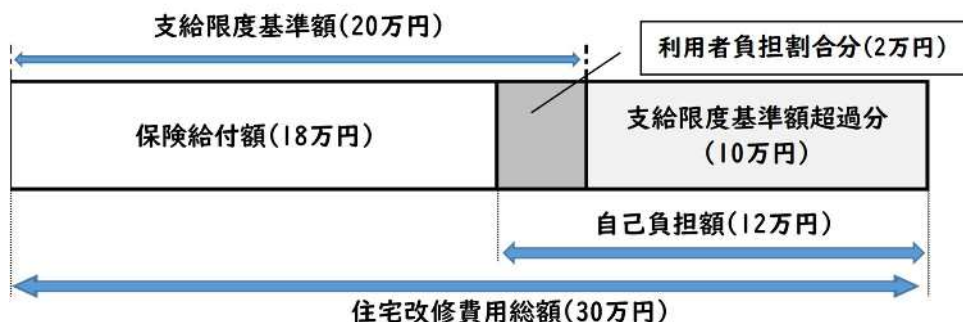 支給限度基準額(20万円)
利用者負担割合分(2万円)
保険給付額(18万円)
支給限度基準額超過分
(10万円)
自己負担額(12万円)
住宅改修費用総額(30万円)